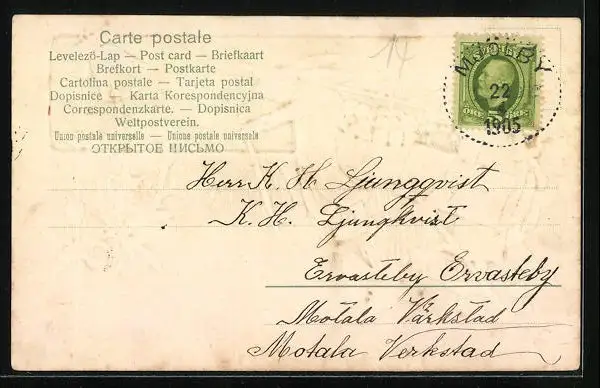 Carte postale
Levelező-Lap — Post card — Briefkaart
Brefkort — Postkarte
Cartolina postale — Tarjeta postal
Dopisnice — Karta Korespondencyjna
Correspondenzkarte. — Dopisnica
Weltpostverein.
Union postale universelle — Unione postale universale
ОТКРЫТОЕ ПИСЬМО
14
22
1905
Herr K. H. Ljungqvist
K. H. Ljungkvist
Ervasteby Ervasteby
Motala Värkstad
Motala Verkstad